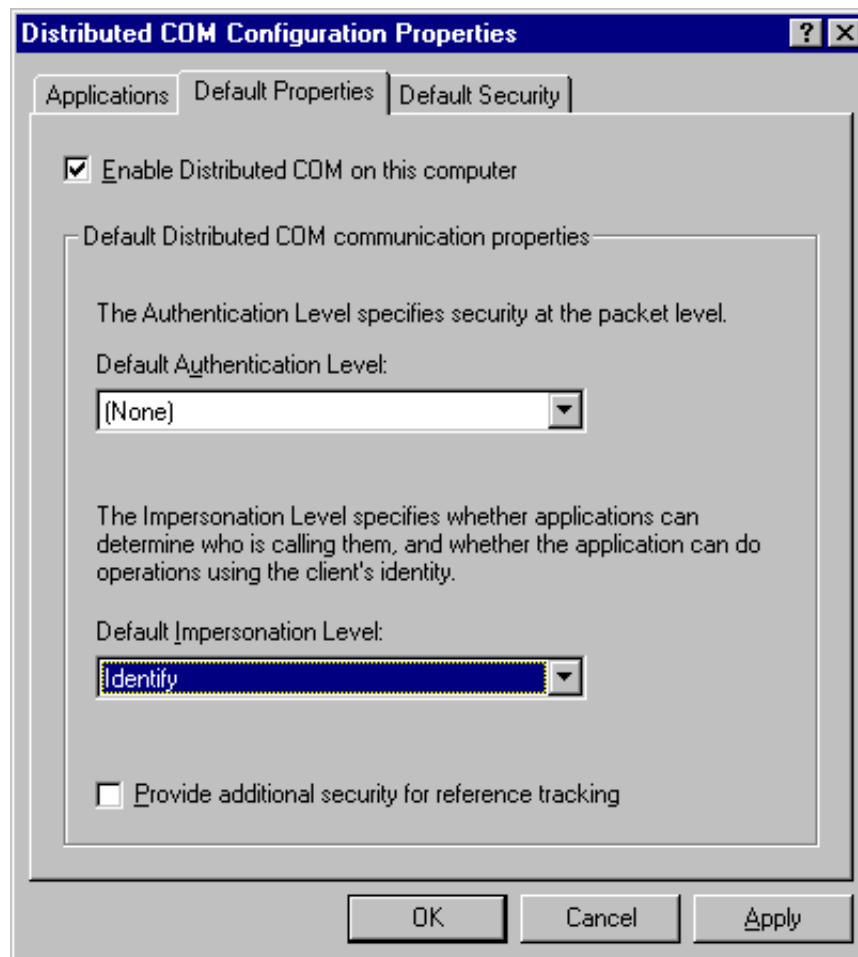 Distributed COM Configuration Properties
Applications
Default Properties
Default Security
Enable Distributed COM on this computer
Default Distributed COM communication properties
The Authentication Level specifies security at the packet level.
Default Authentication Level:
(None)
The Impersonation Level specifies whether applications can
determine who is calling them, and whether the application can do
operations using the client's identity.
Default Impersonation Level:
Identify
Provide additional security for reference tracking
OK
Cancel
Apply